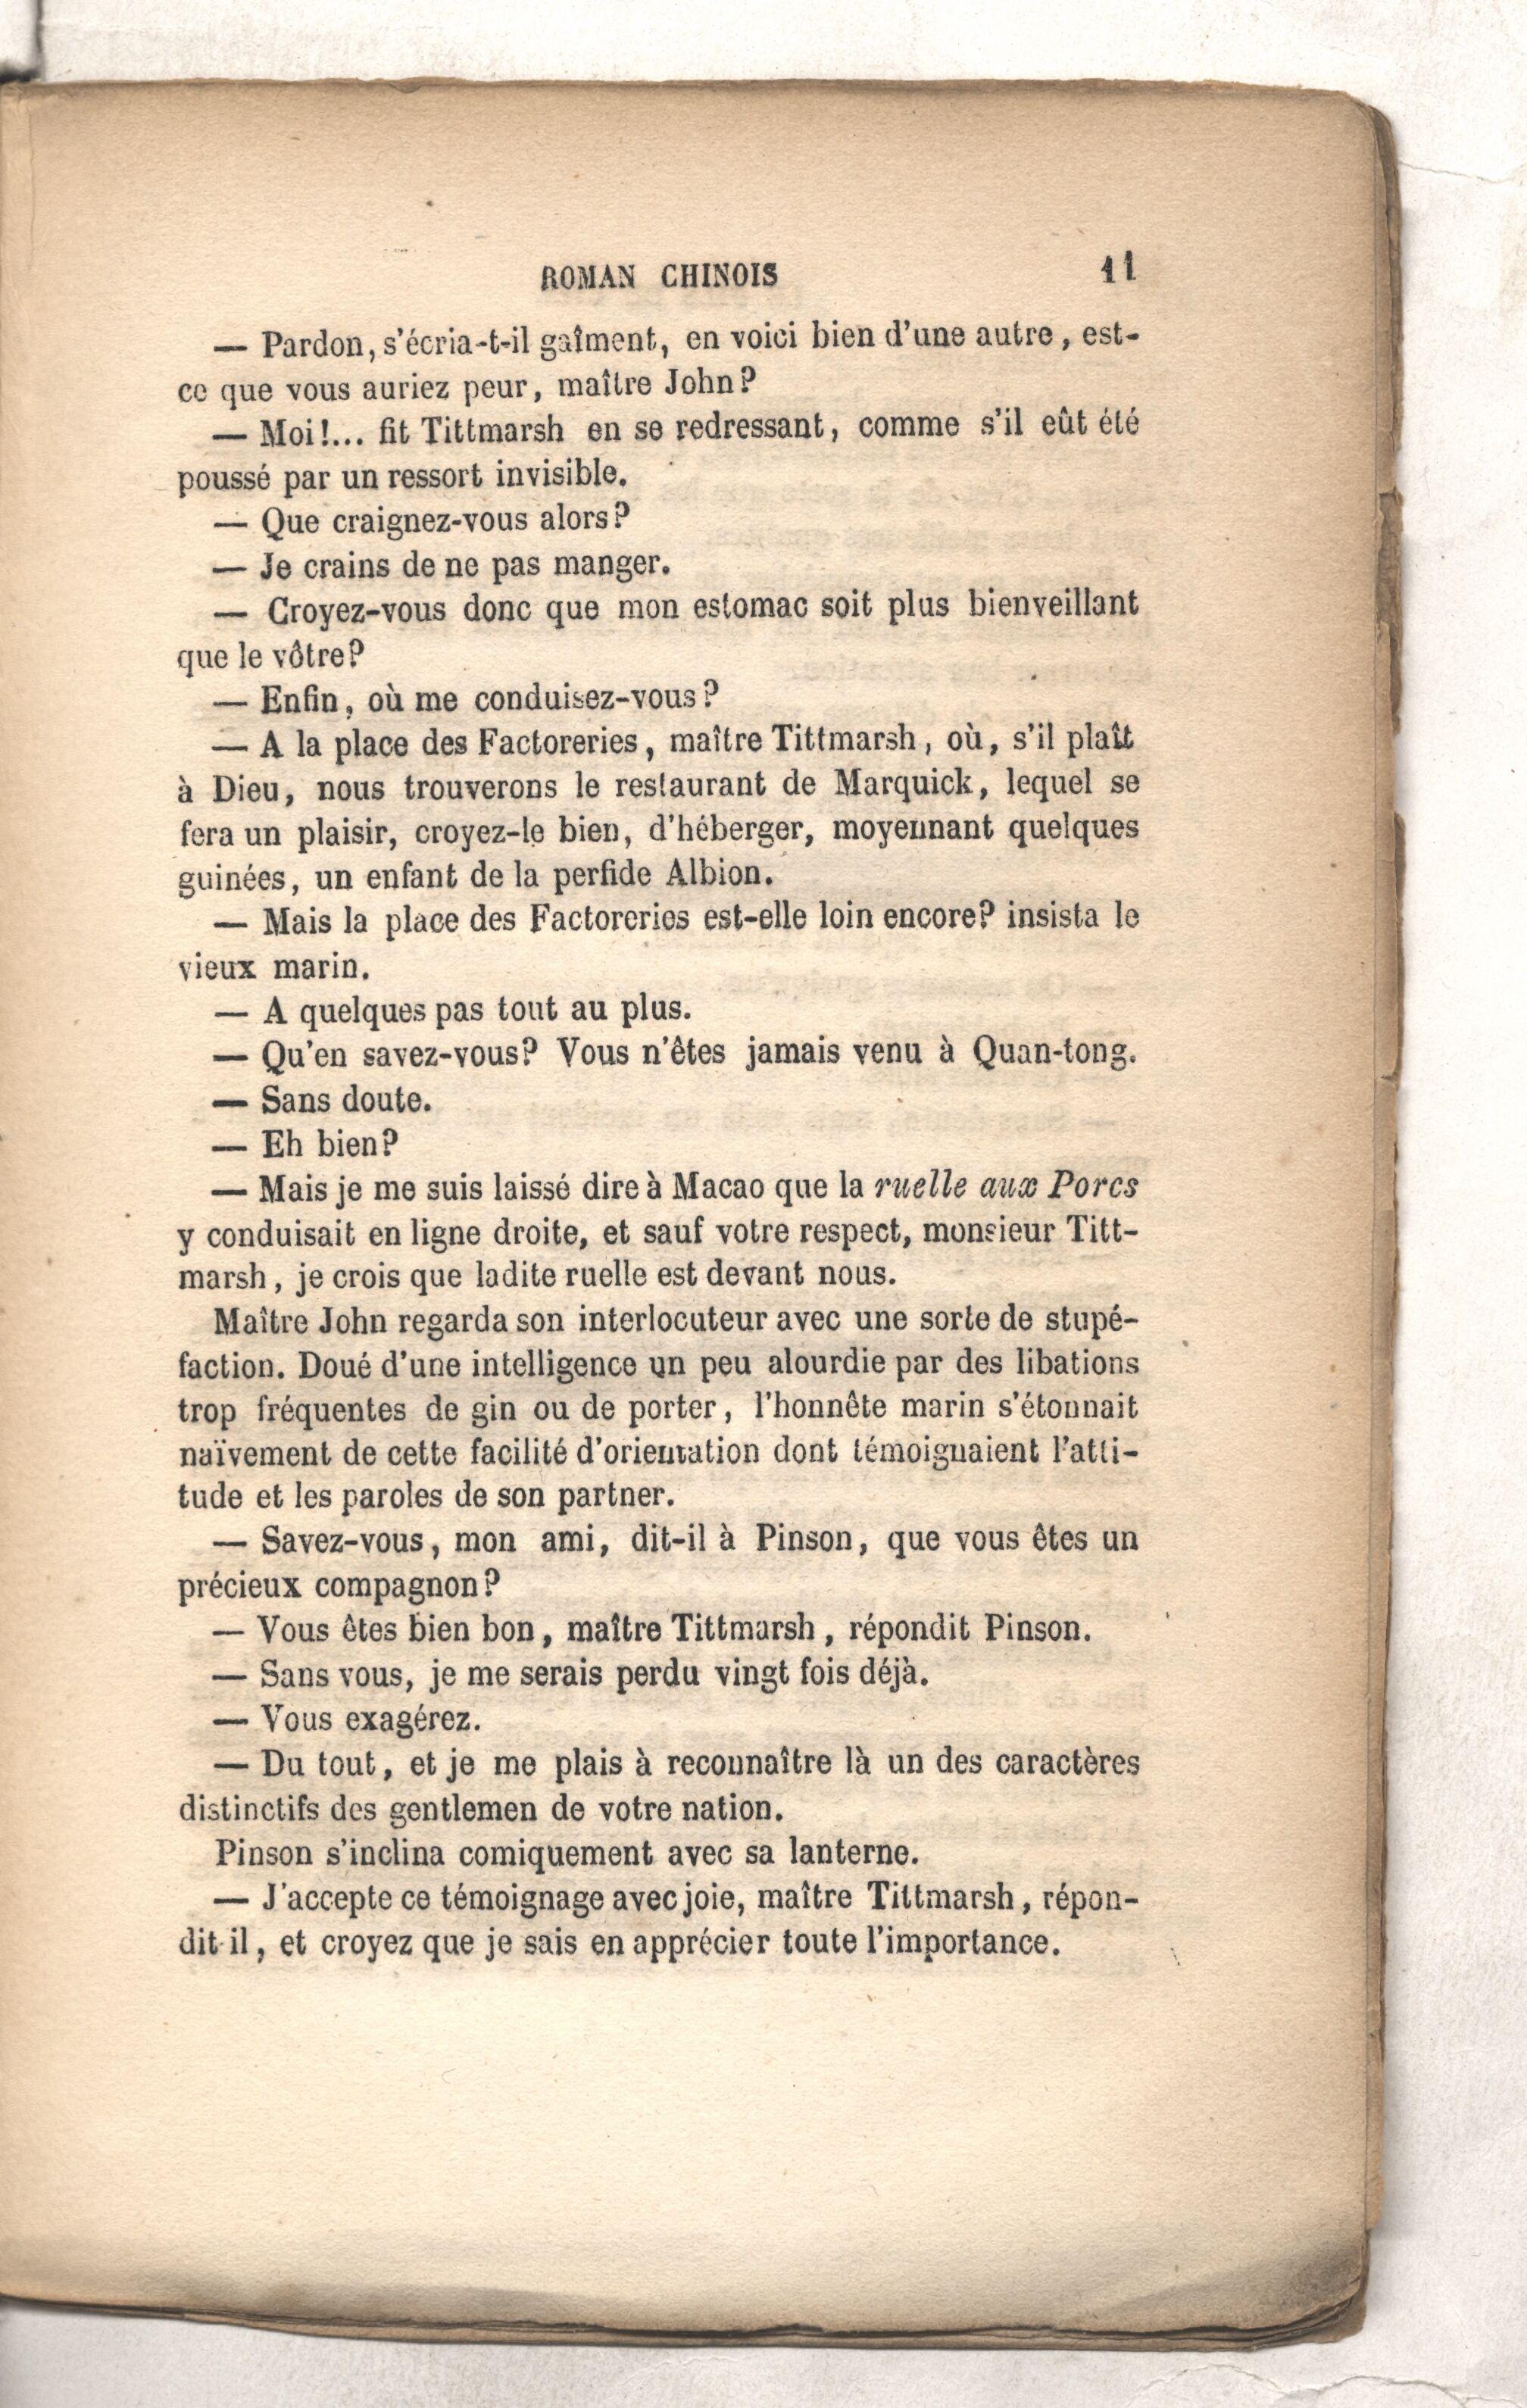 ROMAN CHINOIS 11
— Pardon, s'écria-t-il gaîment, en voici bien d'une autre, est-
ce que vous auriez peur, maître John?
— Moi!... fit Tittmarsh en se redressant, comme s'il eût été
poussé par un ressort invisible.
— Que craignez-vous alors?
— Je crains de ne pas manger.
— Croyez-vous donc que mon estomac soit plus bienveillant
que le vôtre?
— Enfin, où me conduisez-vous?
— A la place des Factoreries, maître Tittmarsh, où, s'il plaît
à Dieu, nous trouverons le restaurant de Marquick, lequel se
fera un plaisir, croyez-le bien, d'héberger, moyennant quelques
guinées, un enfant de la perfide Albion.
— Mais la place des Factoreries est-elle loin encore? insista le
vieux marin.
— A quelques pas tout au plus.
— Qu'en savez-vous? Vous n'êtes jamais venu à Quan-tong.
— Sans doute.
— Eh bien?
— Mais je me suis laissé dire à Macao que la ruelle aux Porcs
y conduisait en ligne droite, et sauf votre respect, monsieur Titt-
marsh, je crois que ladite ruelle est devant nous.
Maître John regarda son interlocuteur avec une sorte de stupé-
faction. Doué d'une intelligence un peu alourdie par des libations
trop fréquentes de gin ou de porter, l'honnête marin s'étonnait
naïvement de cette facilité d'orientation dont témoignaient l'atti-
tude et les paroles de son partner.
— Savez-vous, mon ami, dit-il à Pinson, que vous êtes un
précieux compagnon?
— Vous êtes bien bon, maître Tittmarsh, répondit Pinson.
— Sans vous, je me serais perdu vingt fois déjà.
— Vous exagérez.
— Du tout, et je me plais à reconnaître là un des caractères
distinctifs des gentlemen de votre nation.
Pinson s'inclina comiquement avec sa lanterne.
— J'accepte ce témoignage avec joie, maître Tittmarsh, répon-
dit-il, et croyez que je sais en apprécier toute l'importance.